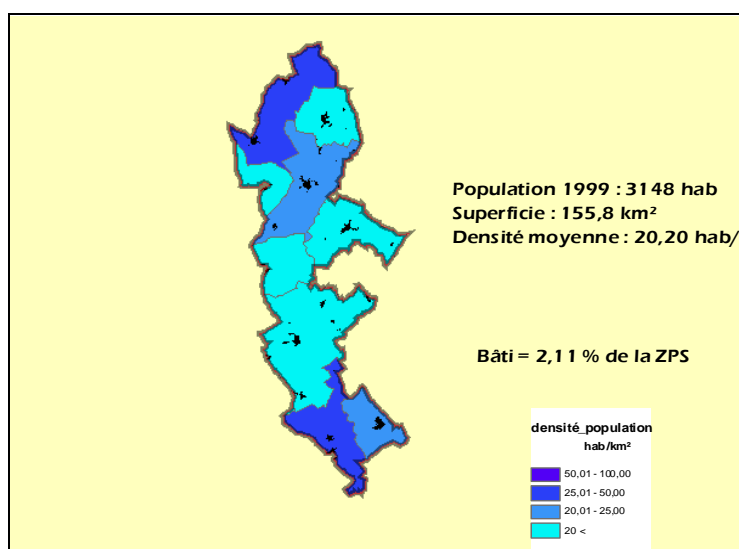 Population 1999 : 3148 hab
Superficie : 155,8 km²
Densité moyenne : 20,20 hab/
Bâti = 2,11 % de la ZPS
densité_population
hab/km²
50,01 - 100,00
25,01 - 50,00
20,01 - 25,00
20 <